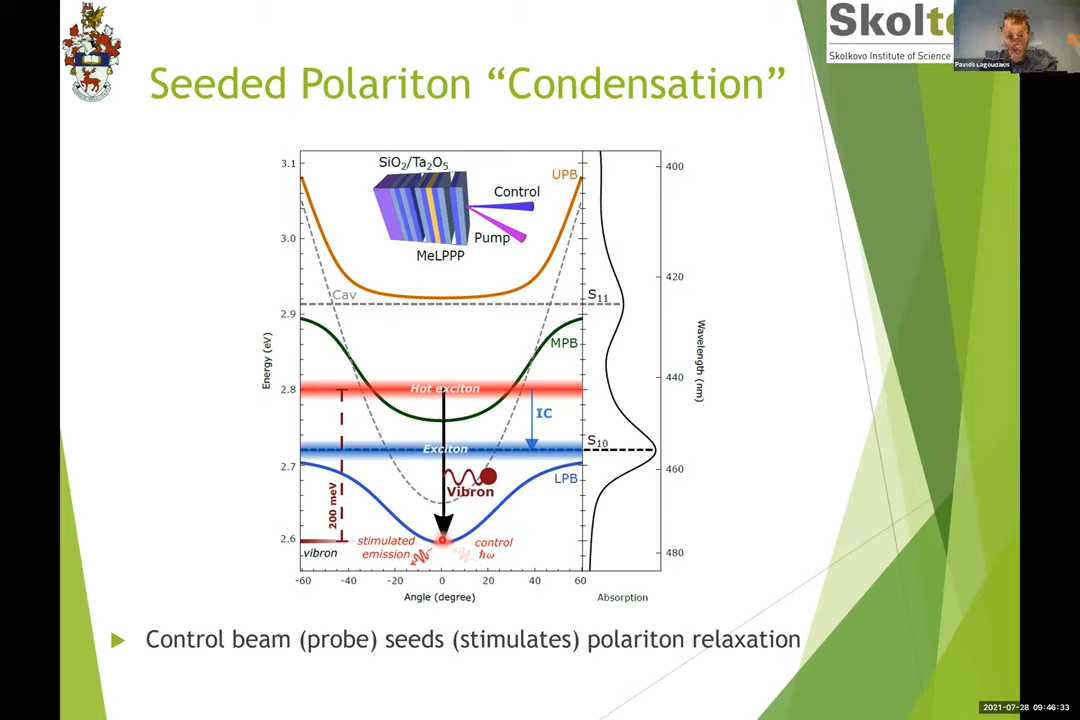 Skolte
Skolkovo Institute of Science
Pavlos Lagoudakis
Seeded Polariton “Condensation”
SiO2/Ta2O5
Control
Pump
MeLPPP
UPB
Cav
S11
MPB
Hot exciton
IC
S10
Exciton
LPB
Vibron
200 meV
stimulated
emission
control
ℏω
vibron
3.1
3.0
2.9
2.8
2.7
2.6
Energy (eV)
-60 -40 -20 0 20 40 60
Angle (degree)
Absorption
400
420
440
460
480
Wavelength (nm)
Control beam (probe) seeds (stimulates) polariton relaxation
2021-07-28 09:46:33